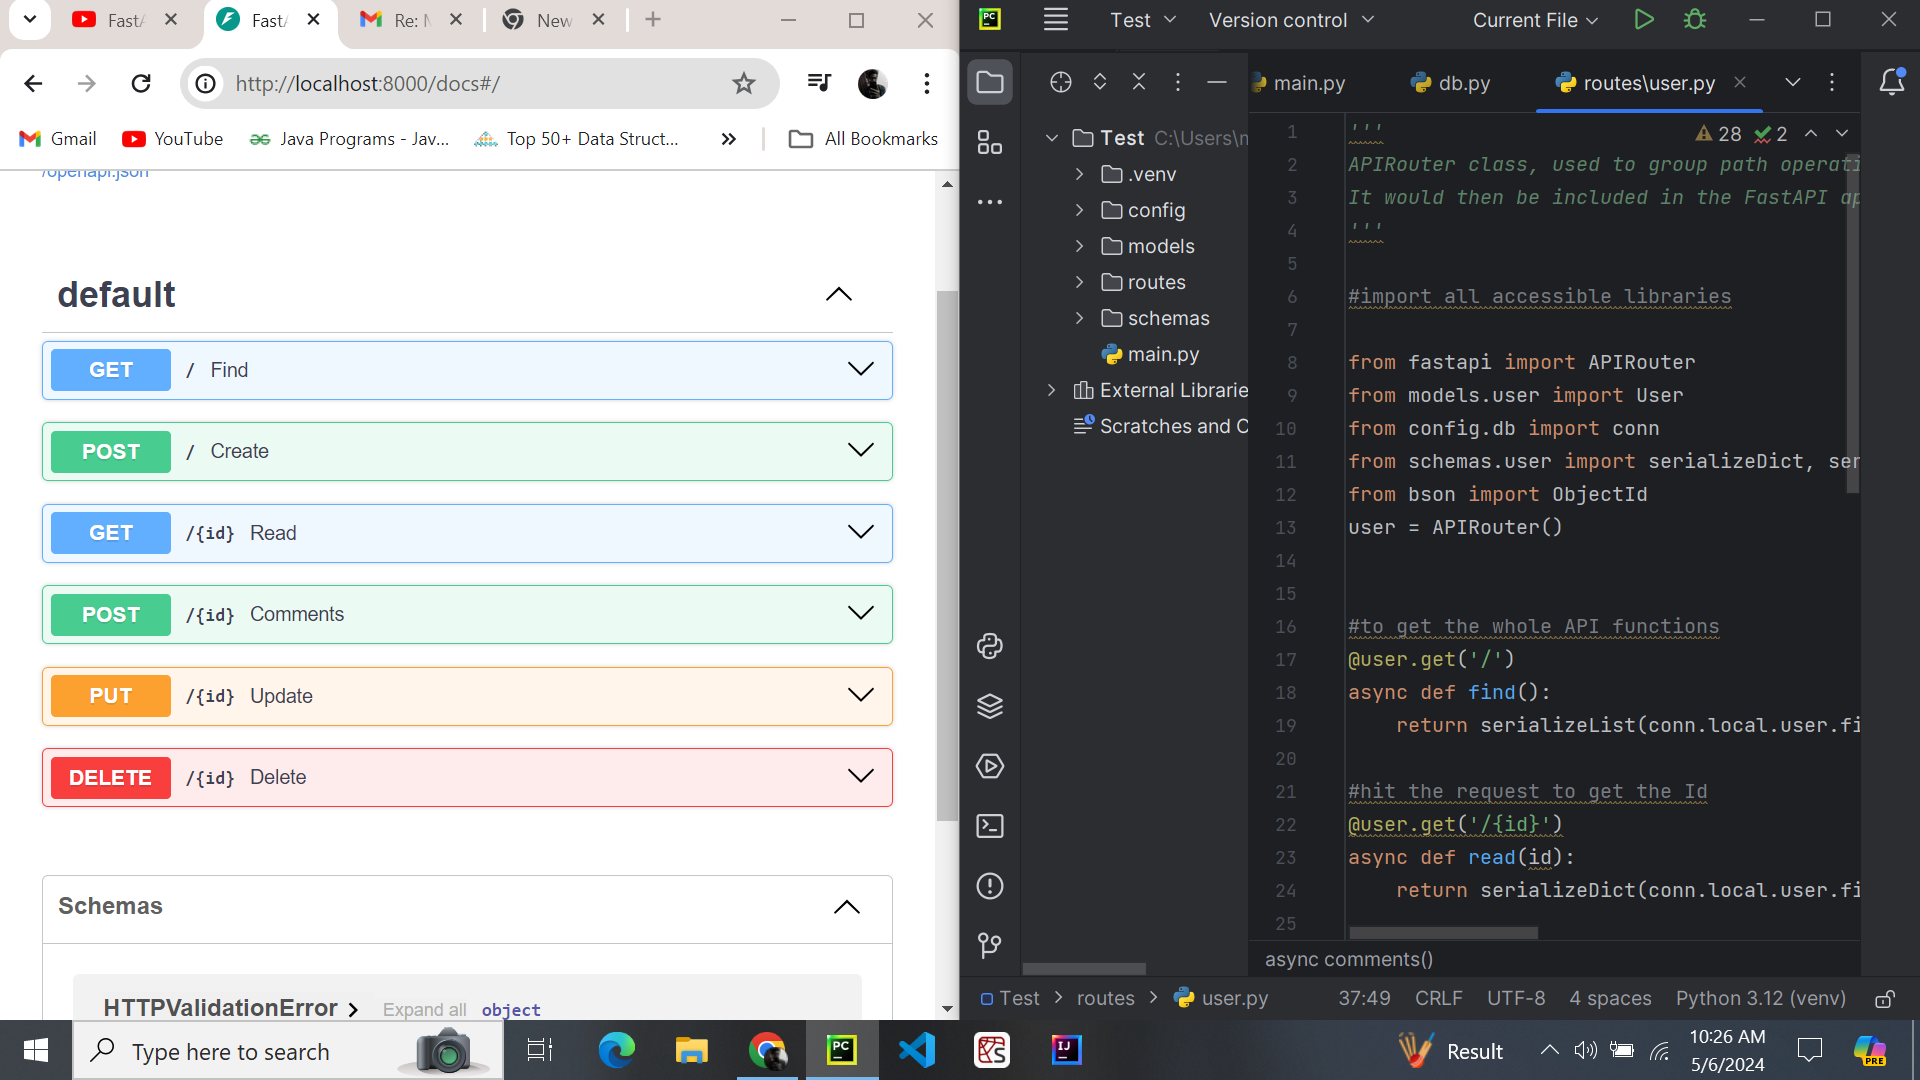 FastA
FastA
Re: M
New
http://localhost:8000/docs#/
Gmail
YouTube
Java Programs - Jav...
Top 50+ Data Struct...
All Bookmarks
/openapi.json
default
GET / Find
POST / Create
GET /{id} Read
POST /{id} Comments
PUT /{id} Update
DELETE /{id} Delete
Schemas
HTTPValidationError Expand all object
PC
Test
Version control
Current File
main.py
db.py
routes\user.py
Test C:\Users\m
.venv
config
models
routes
schemas
main.py
External Librarie
Scratches and C
28 2
1 '''
2 APIRouter class, used to group path operati
3 It would then be included in the FastAPI ap
4 '''
5
6 #import all accessible libraries
7
8 from fastapi import APIRouter
9 from models.user import User
10 from config.db import conn
11 from schemas.user import serializeDict, ser
12 from bson import ObjectId
13 user = APIRouter()
14
15
16 #to get the whole API functions
17 @user.get('/')
18 async def find():
19 return serializeList(conn.local.user.fi
20
21 #hit the request to get the Id
22 @user.get('/{id}')
23 async def read(id):
24 return serializeDict(conn.local.user.fi
25
async comments()
Test
routes
user.py
37:49 CRLF UTF-8 4 spaces Python 3.12 (venv)
Type here to search
PC
IJ
Result
10:26 AM
5/6/2024
PRE